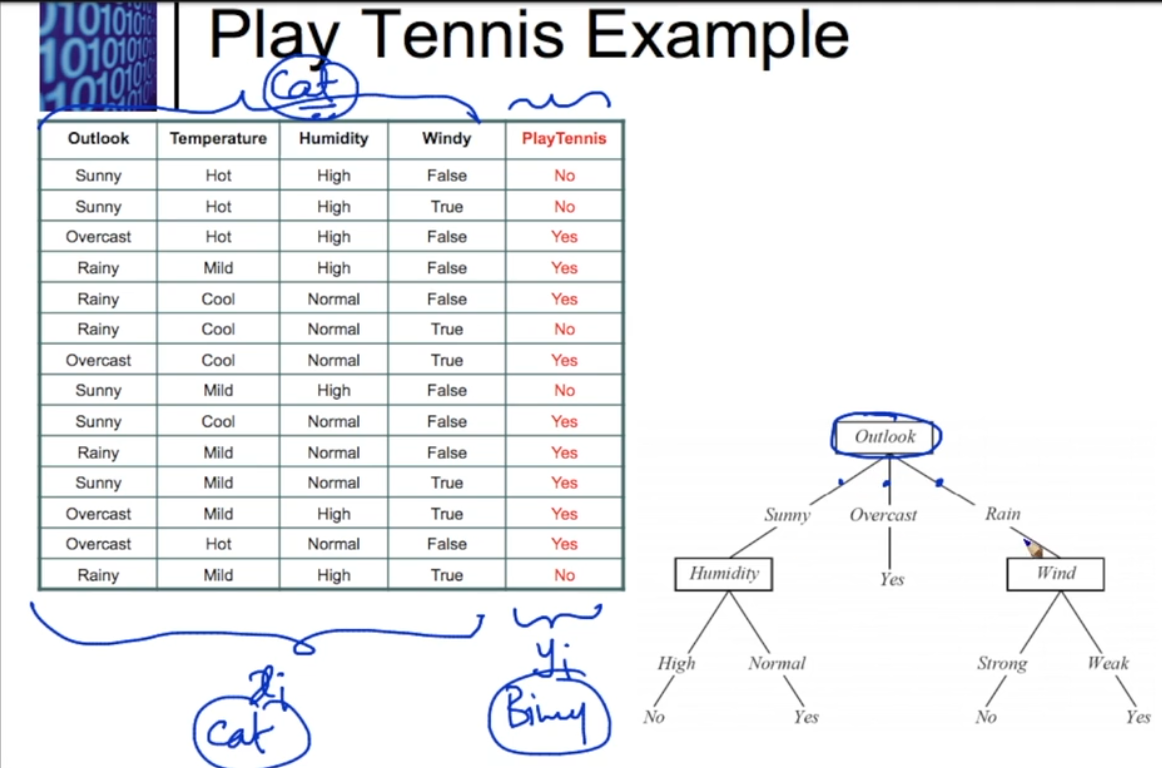 Play Tennis Example
Cat
Outlook Temperature Humidity Windy PlayTennis
Sunny Hot High False No
Sunny Hot High True No
Overcast Hot High False Yes
Rainy Mild High False Yes
Rainy Cool Normal False Yes
Rainy Cool Normal True No
Overcast Cool Normal True Yes
Sunny Mild High False No
Sunny Cool Normal False Yes
Rainy Mild Normal False Yes
Sunny Mild Normal True Yes
Overcast Mild High True Yes
Overcast Hot Normal False Yes
Rainy Mild High True No
Outlook
Sunny Overcast Rain
Humidity Yes Wind
High Normal Strong Weak
No Yes No Yes
yi
xi
Cat
Binary